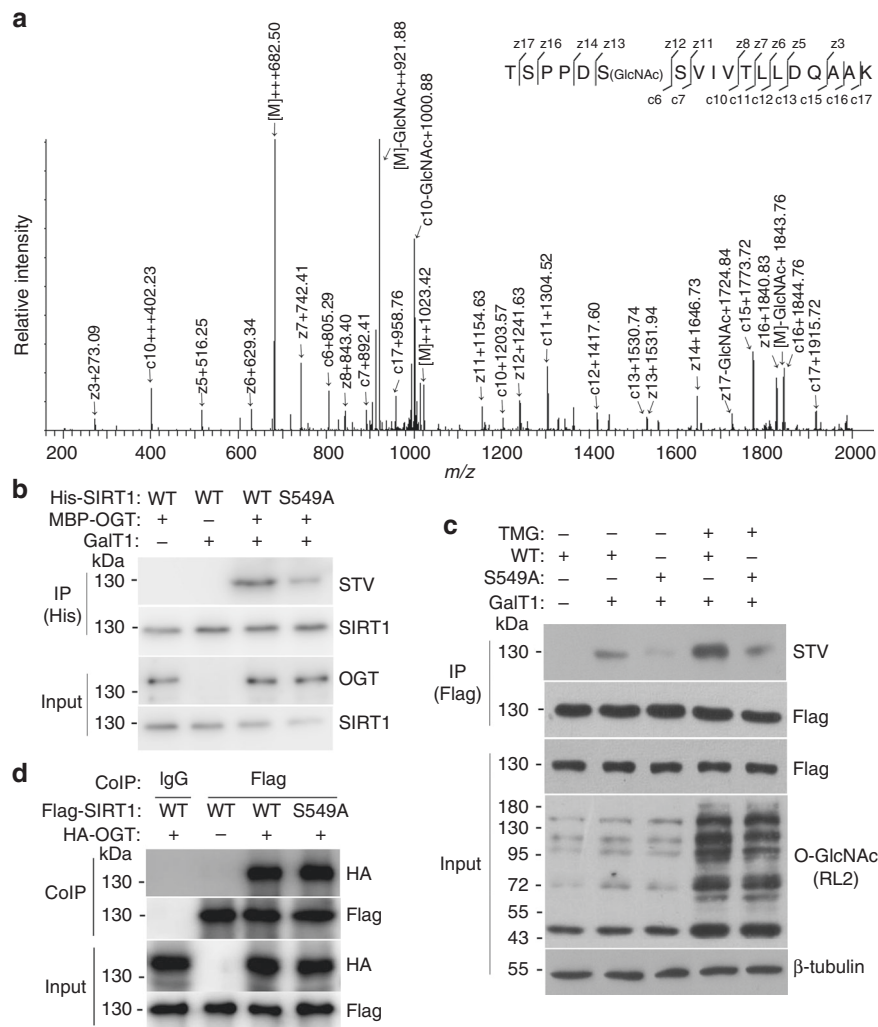 a
Relative intensity
z3+273.09
c10+++402.23
z5+516.25
z6+629.34
[M]+++682.50
z7+742.41
c6+805.29
z8+843.40
c7+892.41
[M]-GlcNAc++921.88
c17+958.76
c10-GlcNAc+1000.88
[M]++1023.42
z11+1154.63
c10+1203.57
z12+1241.63
c11+1304.52
c12+1417.60
c13+1530.74
z13+1531.94
z14+1646.73
z17-GlcNAc+1724.84
c15+1773.72
z16+1840.83
[M]-GlcNAc+ 1843.76
c16+1844.76
c17+1915.72
z17 z16 z14 z13 z12 z11 z8 z7 z6 z5 z3
T S P P D S(GlcNAc) S V I V T L L D Q A A K
c6 c7 c10 c11 c12 c13 c15 c16 c17
200 400 600 800 1000 1200 1400 1600 1800 2000
m/z
b
His-SIRT1: WT WT WT S549A
MBP-OGT: + – + +
GalT1: – + + +
kDa
IP (His)
130 - STV
130 - SIRT1
Input
130 - OGT
130 - SIRT1
c
TMG: – – – + +
WT: + + – + –
S549A: – – + – +
GalT1: – + + + +
kDa
IP (Flag)
130 - STV
130 - Flag
Input
130 - Flag
180 -
130 -
95 -
72 -
55 -
43 -
O-GlcNAc
(RL2)
55 - β-tubulin
d
CoIP: IgG Flag
Flag-SIRT1: WT WT WT S549A
HA-OGT: + – + +
kDa
CoIP
130 - HA
130 - Flag
Input
130 - HA
130 - Flag